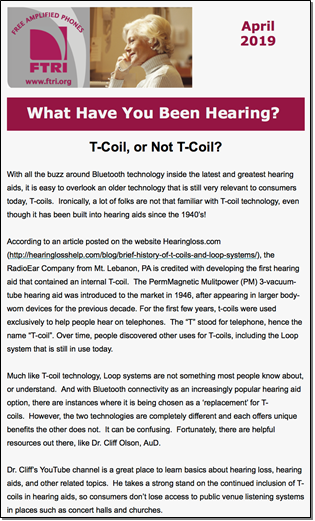 FREE AMPLIFIED PHONES
FTRI
www.ftri.org
April
2019
What Have You Been Hearing?
T-Coil, or Not T-Coil?
With all the buzz around Bluetooth technology inside the latest and greatest hearing
aids, it is easy to overlook an older technology that is still very relevant to consumers
today, T-coils.  Ironically, a lot of folks are not that familiar with T-coil technology, even
though it has been built into hearing aids since the 1940's!
According to an article posted on the website Hearingloss.com
(http://hearinglosshelp.com/blog/brief-history-of-t-coils-and-loop-systems/), the
RadioEar Company from Mt. Lebanon, PA is credited with developing the first hearing
aid that contained an internal T-coil.  The PermoMagnetic Mulitpower (PM) 3-vacuum-
tube hearing aid was introduced to the market in 1946, after appearing in larger body-
worn devices for the previous decade. For the first few years, t-coils were used
exclusively to help people hear on telephones.  The "T" stood for telephone, hence the
name "T-coil".  Over time, people discovered other uses for T-coils, including the Loop
system that is still in use today.
Much like T-coil technology, Loop systems are not something most people know about,
or understand.  And with Bluetooth connectivity as an increasingly popular hearing aid
option, there are instances where it is being chosen as a 'replacement' for T-
coils.  However, the two technologies are completely different and each offers unique
benefits the other does not.  It can be confusing.  Fortunately, there are helpful
resources out there, like Dr. Cliff Olson, AuD.
Dr. Cliff's YouTube channel is a great place to learn basics about hearing loss, hearing
aids, and other related topics.  He takes a strong stand on the continued inclusion of T-
coils in hearing aids, so consumers don't lose access to public venue listening systems
in places such as concert halls and churches.